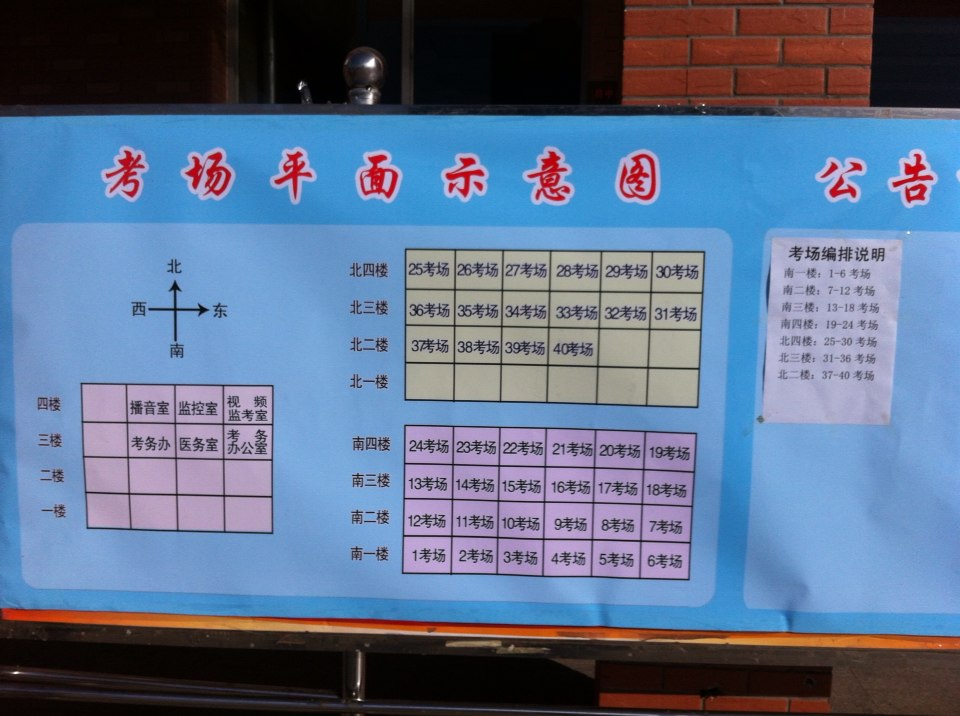 考场平面示意图
公告
北
西 东
南
四楼 播音室 监控室 视频监考室
三楼 考务办 医务室 考务办公室
二楼
一楼
北四楼 25考场 26考场 27考场 28考场 29考场 30考场
北三楼 36考场 35考场 34考场 33考场 32考场 31考场
北二楼 37考场 38考场 39考场 40考场
北一楼
南四楼 24考场 23考场 22考场 21考场 20考场 19考场
南三楼 13考场 14考场 15考场 16考场 17考场 18考场
南二楼 12考场 11考场 10考场 9考场 8考场 7考场
南一楼 1考场 2考场 3考场 4考场 5考场 6考场
考场编排说明
南一楼：1-6考场
南二楼：7-12考场
南三楼：13-18考场
南四楼：19-24考场
北四楼：25-30考场
北三楼：31-36考场
北二楼：37-40考场